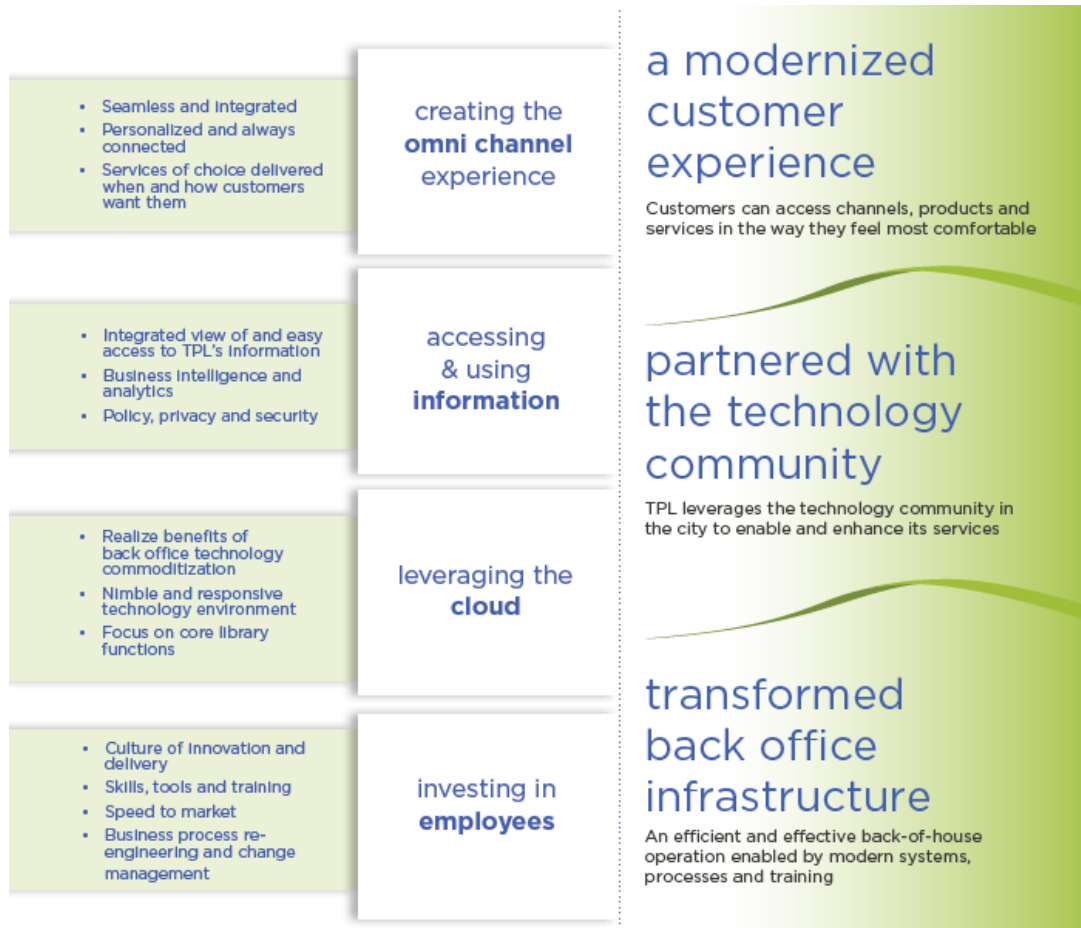 • Seamless and integrated
• Personalized and always
connected
• Services of choice delivered
when and how customers
want them
creating the
omni channel
experience
• Integrated view of and easy
access to TPL's information
• Business intelligence and
analytics
• Policy, privacy and security
accessing
& using
information
• Realize benefits of
back office technology
commoditization
• Nimble and responsive
technology environment
• Focus on core library
functions
leveraging the
cloud
• Culture of innovation and
delivery
• Skills, tools and training
• Speed to market
• Business process re-
engineering and change
management
investing in
employees
a modernized
customer
experience
Customers can access channels, products and
services in the way they feel most comfortable
partnered with
the technology
community
TPL leverages the technology community in
the city to enable and enhance its services
transformed
back office
infrastructure
An efficient and effective back-of-house
operation enabled by modern systems,
processes and training